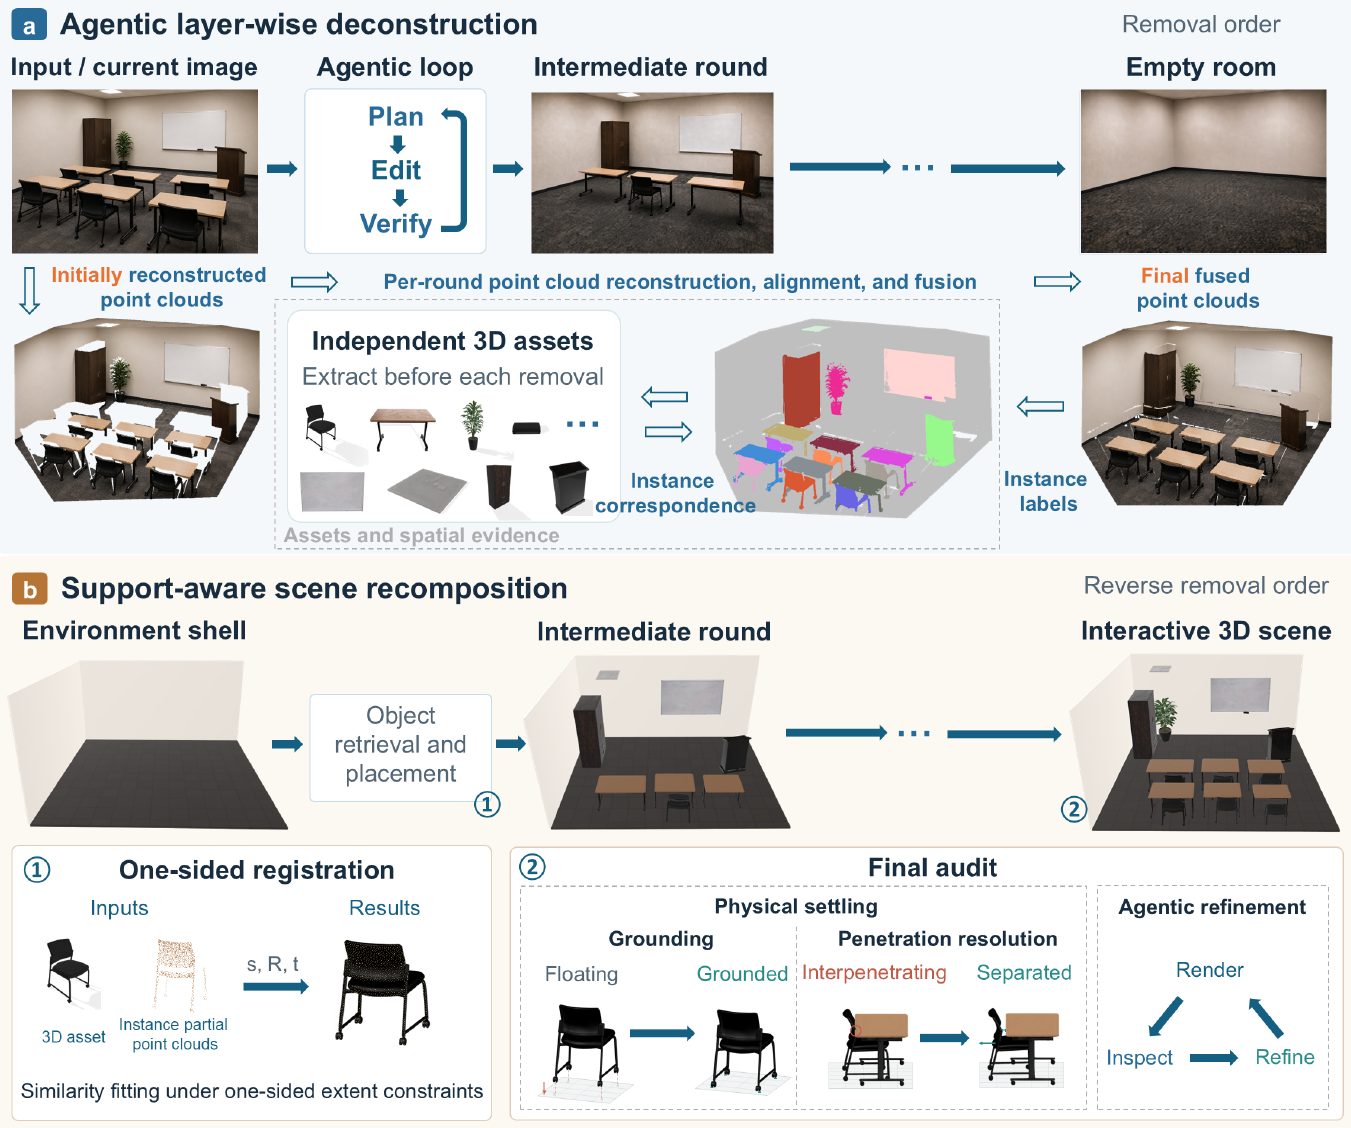 a Agentic layer-wise deconstruction
Removal order
Input / current image
Agentic loop
Intermediate round
Empty room
Plan
Edit
Verify
...
Initially reconstructed
point clouds
Per-round point cloud reconstruction, alignment, and fusion
Final fused
point clouds
Independent 3D assets
Extract before each removal
...
Instance
correspondence
Instance
labels
Assets and spatial evidence
b Support-aware scene recomposition
Reverse removal order
Environment shell
Intermediate round
Interactive 3D scene
Object
retrieval and
placement
①
...
②
① One-sided registration
Inputs
Results
s, R, t
3D asset
Instance partial
point clouds
Similarity fitting under one-sided extent constraints
② Final audit
Physical settling
Grounding
Penetration resolution
Floating
Grounded
Interpenetrating
Separated
Agentic refinement
Render
Inspect
Refine